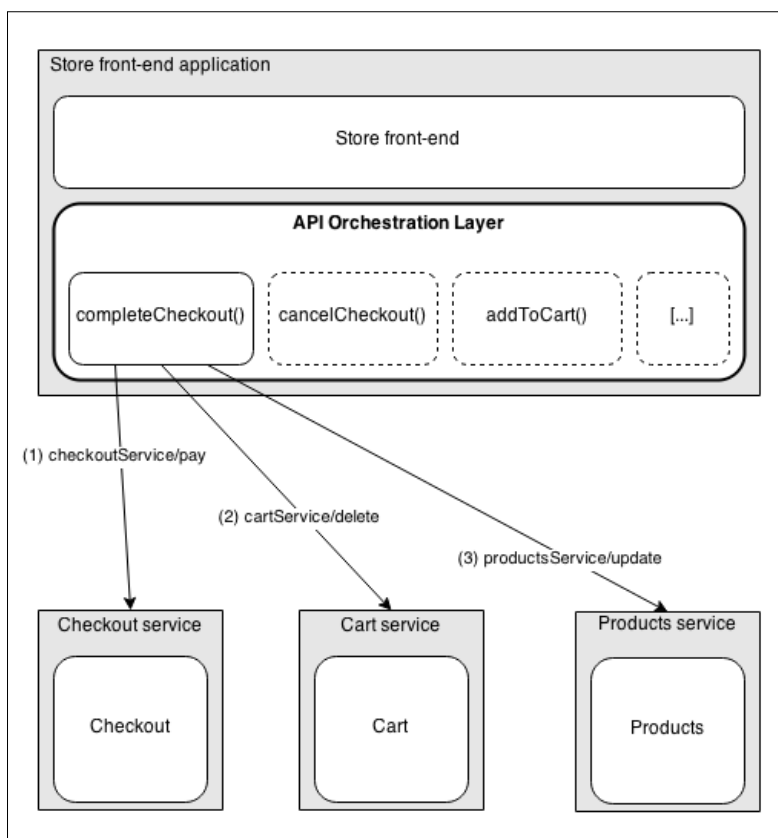 Store front-end application
Store front-end
API Orchestration Layer
completeCheckout()
cancelCheckout()
addToCart()
[...]
(1) checkoutService/pay
(2) cartService/delete
(3) productsService/update
Checkout service
Cart service
Products service
Checkout
Cart
Products